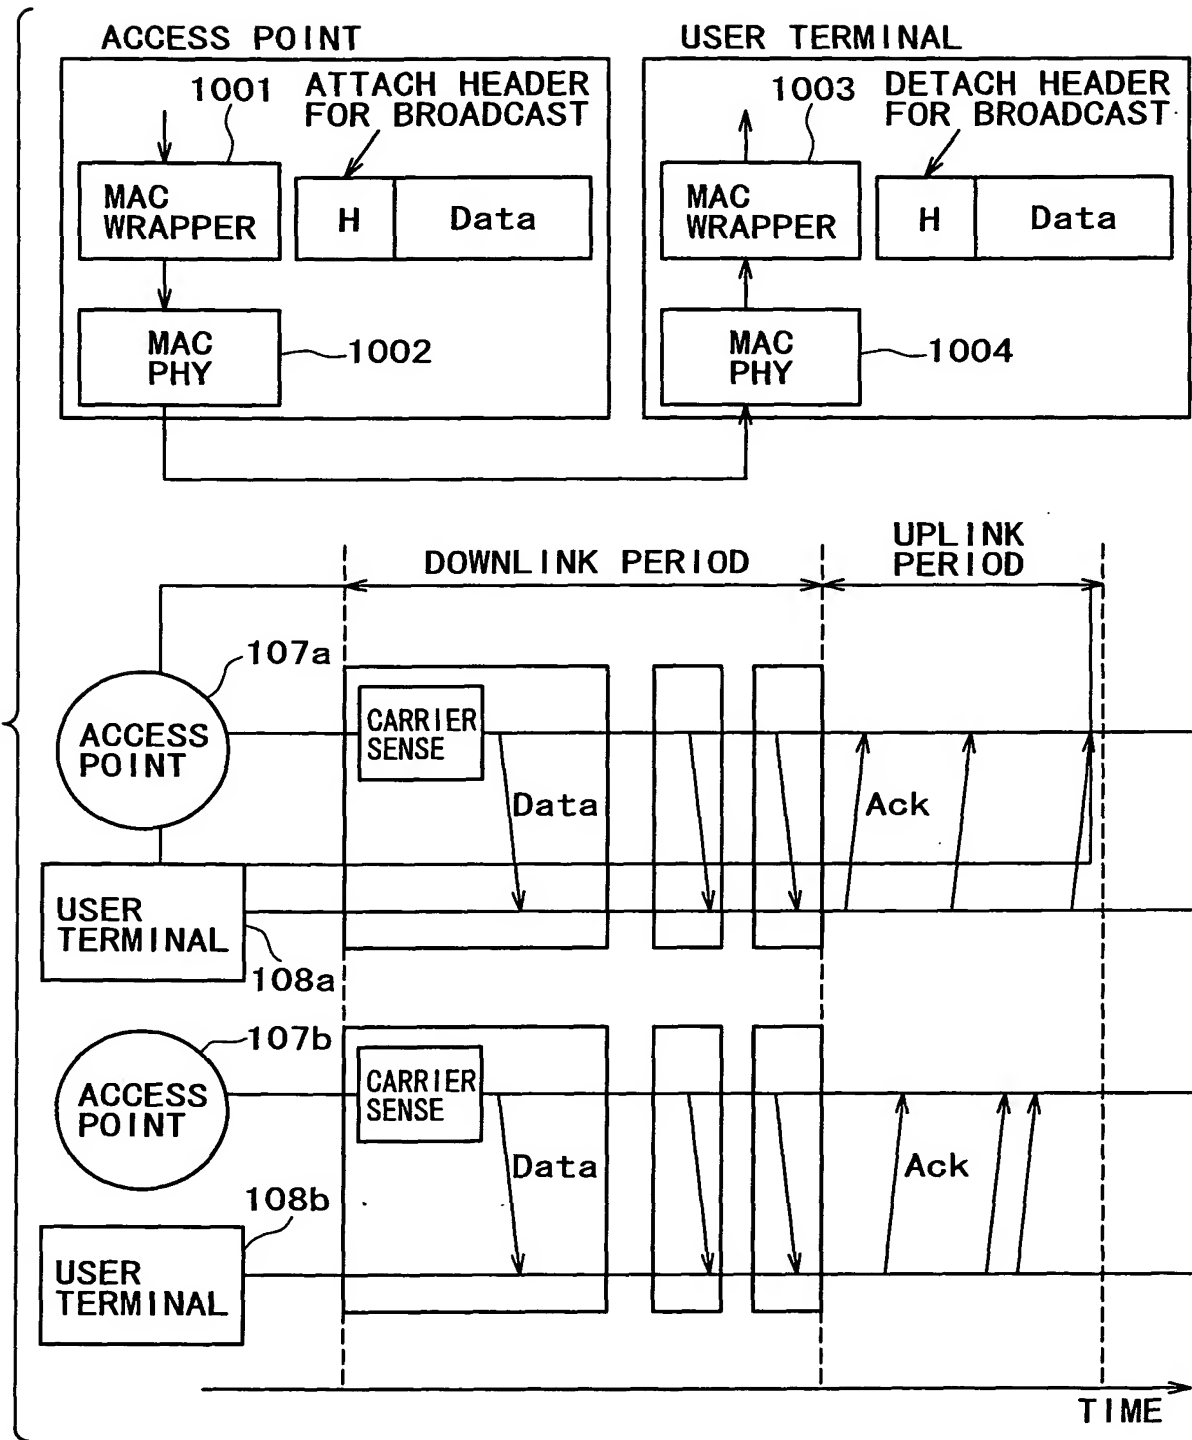 ACCESS POINT
USER TERMINAL
1001
ATTACH HEADER
FOR BROADCAST
1003
DETACH HEADER
FOR BROADCAST
MAC
WRAPPER
H
Data
MAC
WRAPPER
H
Data
MAC
PHY
1002
MAC
PHY
1004
DOWNLINK PERIOD
UPLINK
PERIOD
107a
ACCESS
POINT
CARRIER
SENSE
Data
Ack
USER
TERMINAL
108a
107b
ACCESS
POINT
CARRIER
SENSE
Data
Ack
108b
USER
TERMINAL
TIME